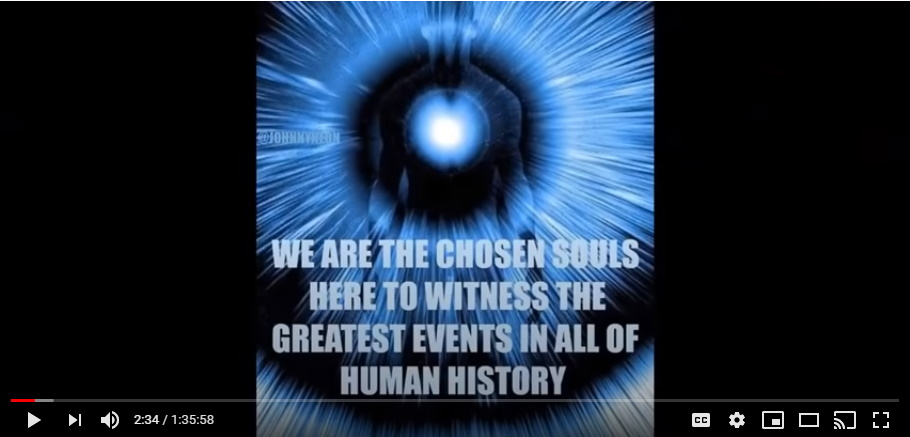 @JOHNNYNEON
WE ARE THE CHOSEN SOULS
HERE TO WITNESS THE
GREATEST EVENTS IN ALL OF
HUMAN HISTORY
2:34 / 1:35:58
CC